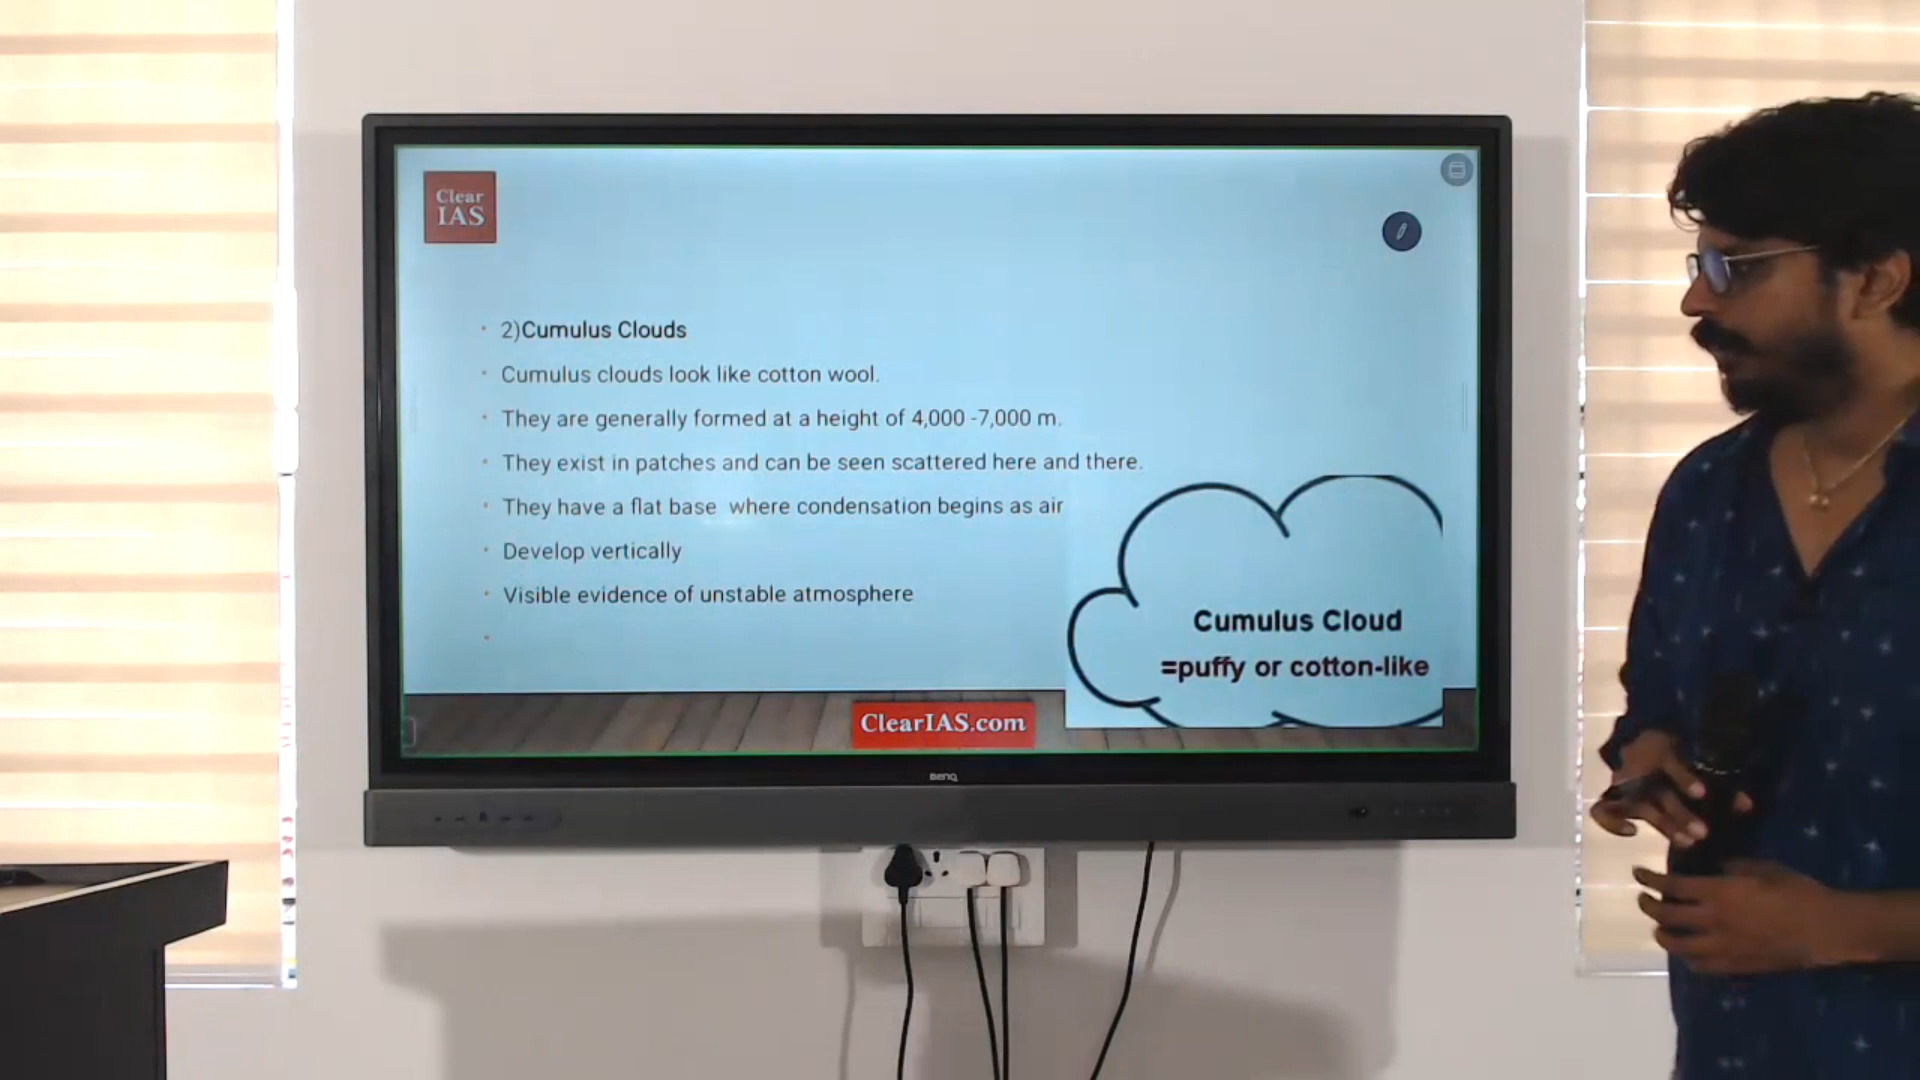 Clear
IAS
2)Cumulus Clouds
Cumulus clouds look like cotton wool.
They are generally formed at a height of 4,000 -7,000 m.
They exist in patches and can be seen scattered here and there.
They have a flat base where condensation begins as air
Develop vertically
Visible evidence of unstable atmosphere
Cumulus Cloud
=puffy or cotton-like
ClearIAS.com
BenQ